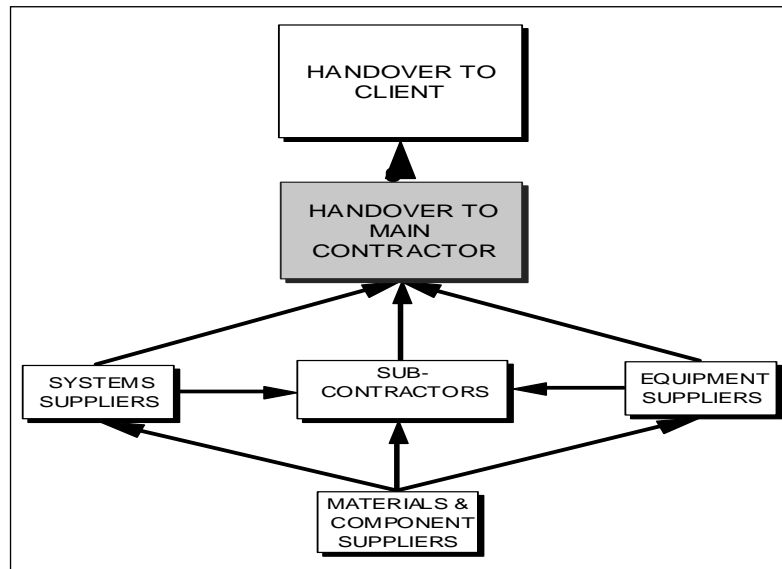 HANDOVER TO
CLIENT
HANDOVER TO
MAIN
CONTRACTOR
SYSTEMS
SUPPLIERS
SUB-
CONTRACTORS
EQUIPMENT
SUPPLIERS
MATERIALS &
COMPONENT
SUPPLIERS